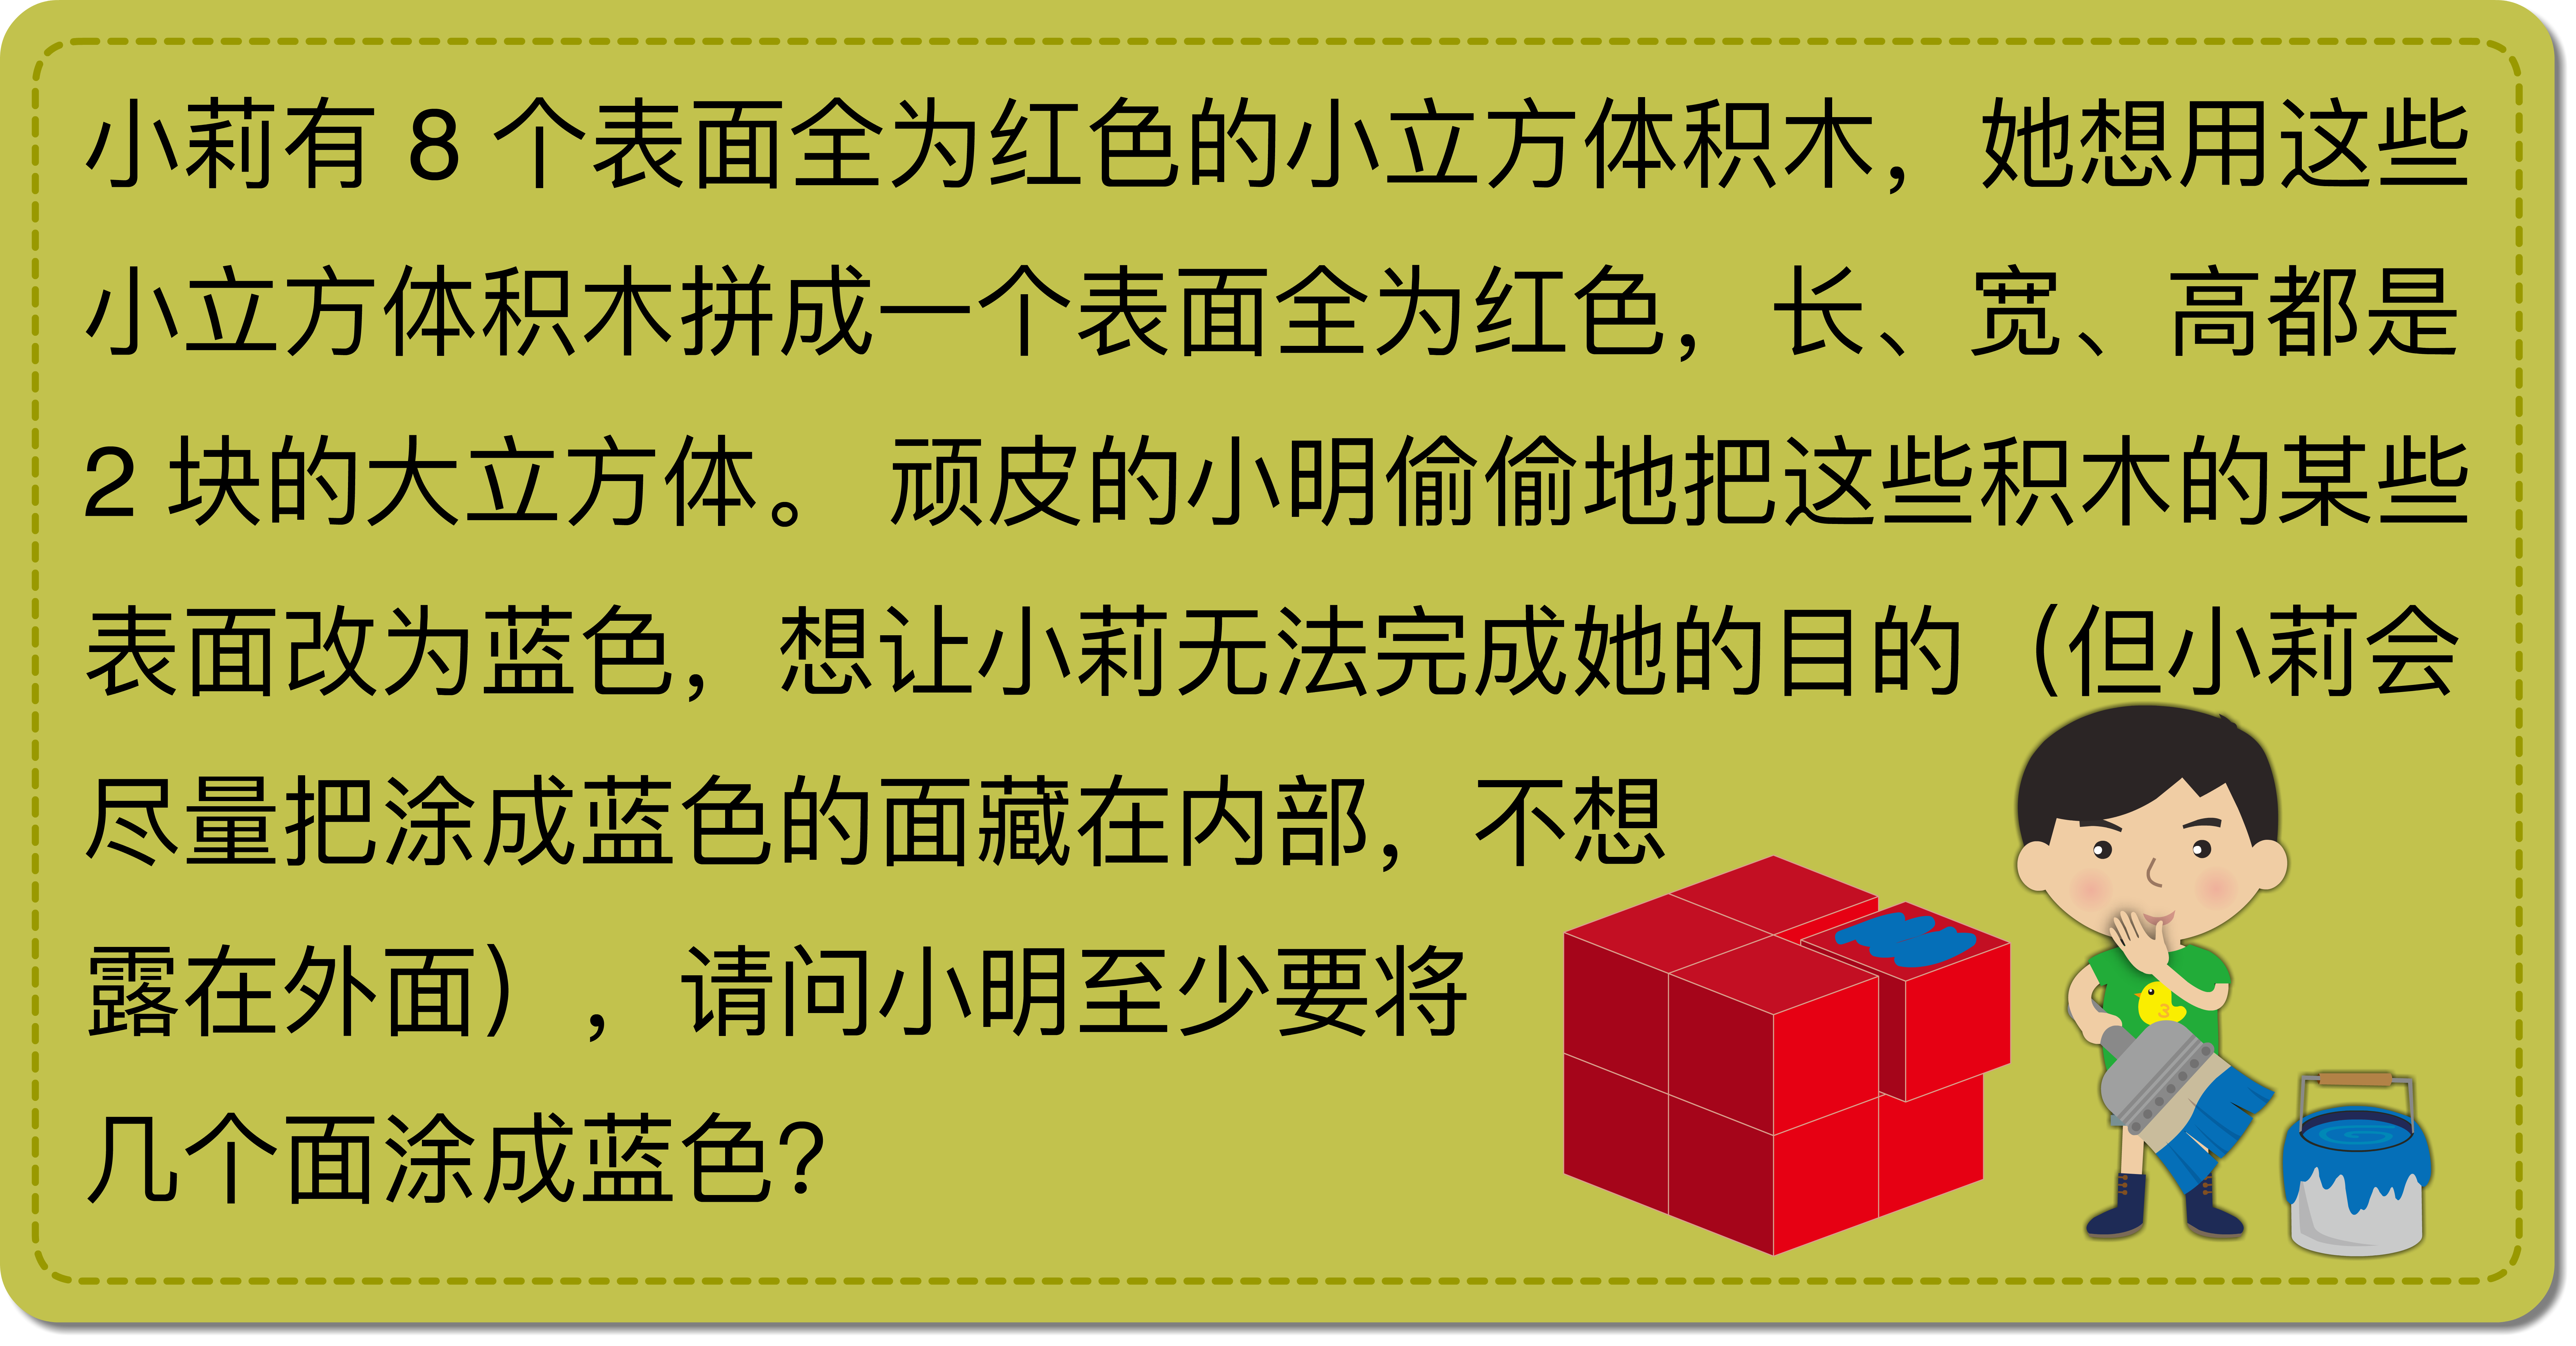 小莉有 8 个表面全为红色的小立方体积木，她想用这些
小立方体积木拼成一个表面全为红色，长、宽、高都是
2 块的大立方体。 顽皮的小明偷偷地把这些积木的某些
表面改为蓝色，想让小莉无法完成她的目的（但小莉会
尽量把涂成蓝色的面藏在内部，不想
露在外面），请问小明至少要将
几个面涂成蓝色？
3